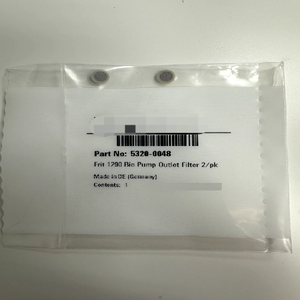 Part No: 5320-0048
Frit 1290 Bin Pump Outlet Filter 2/pk
Made in DE (Germany)
Contents: 1